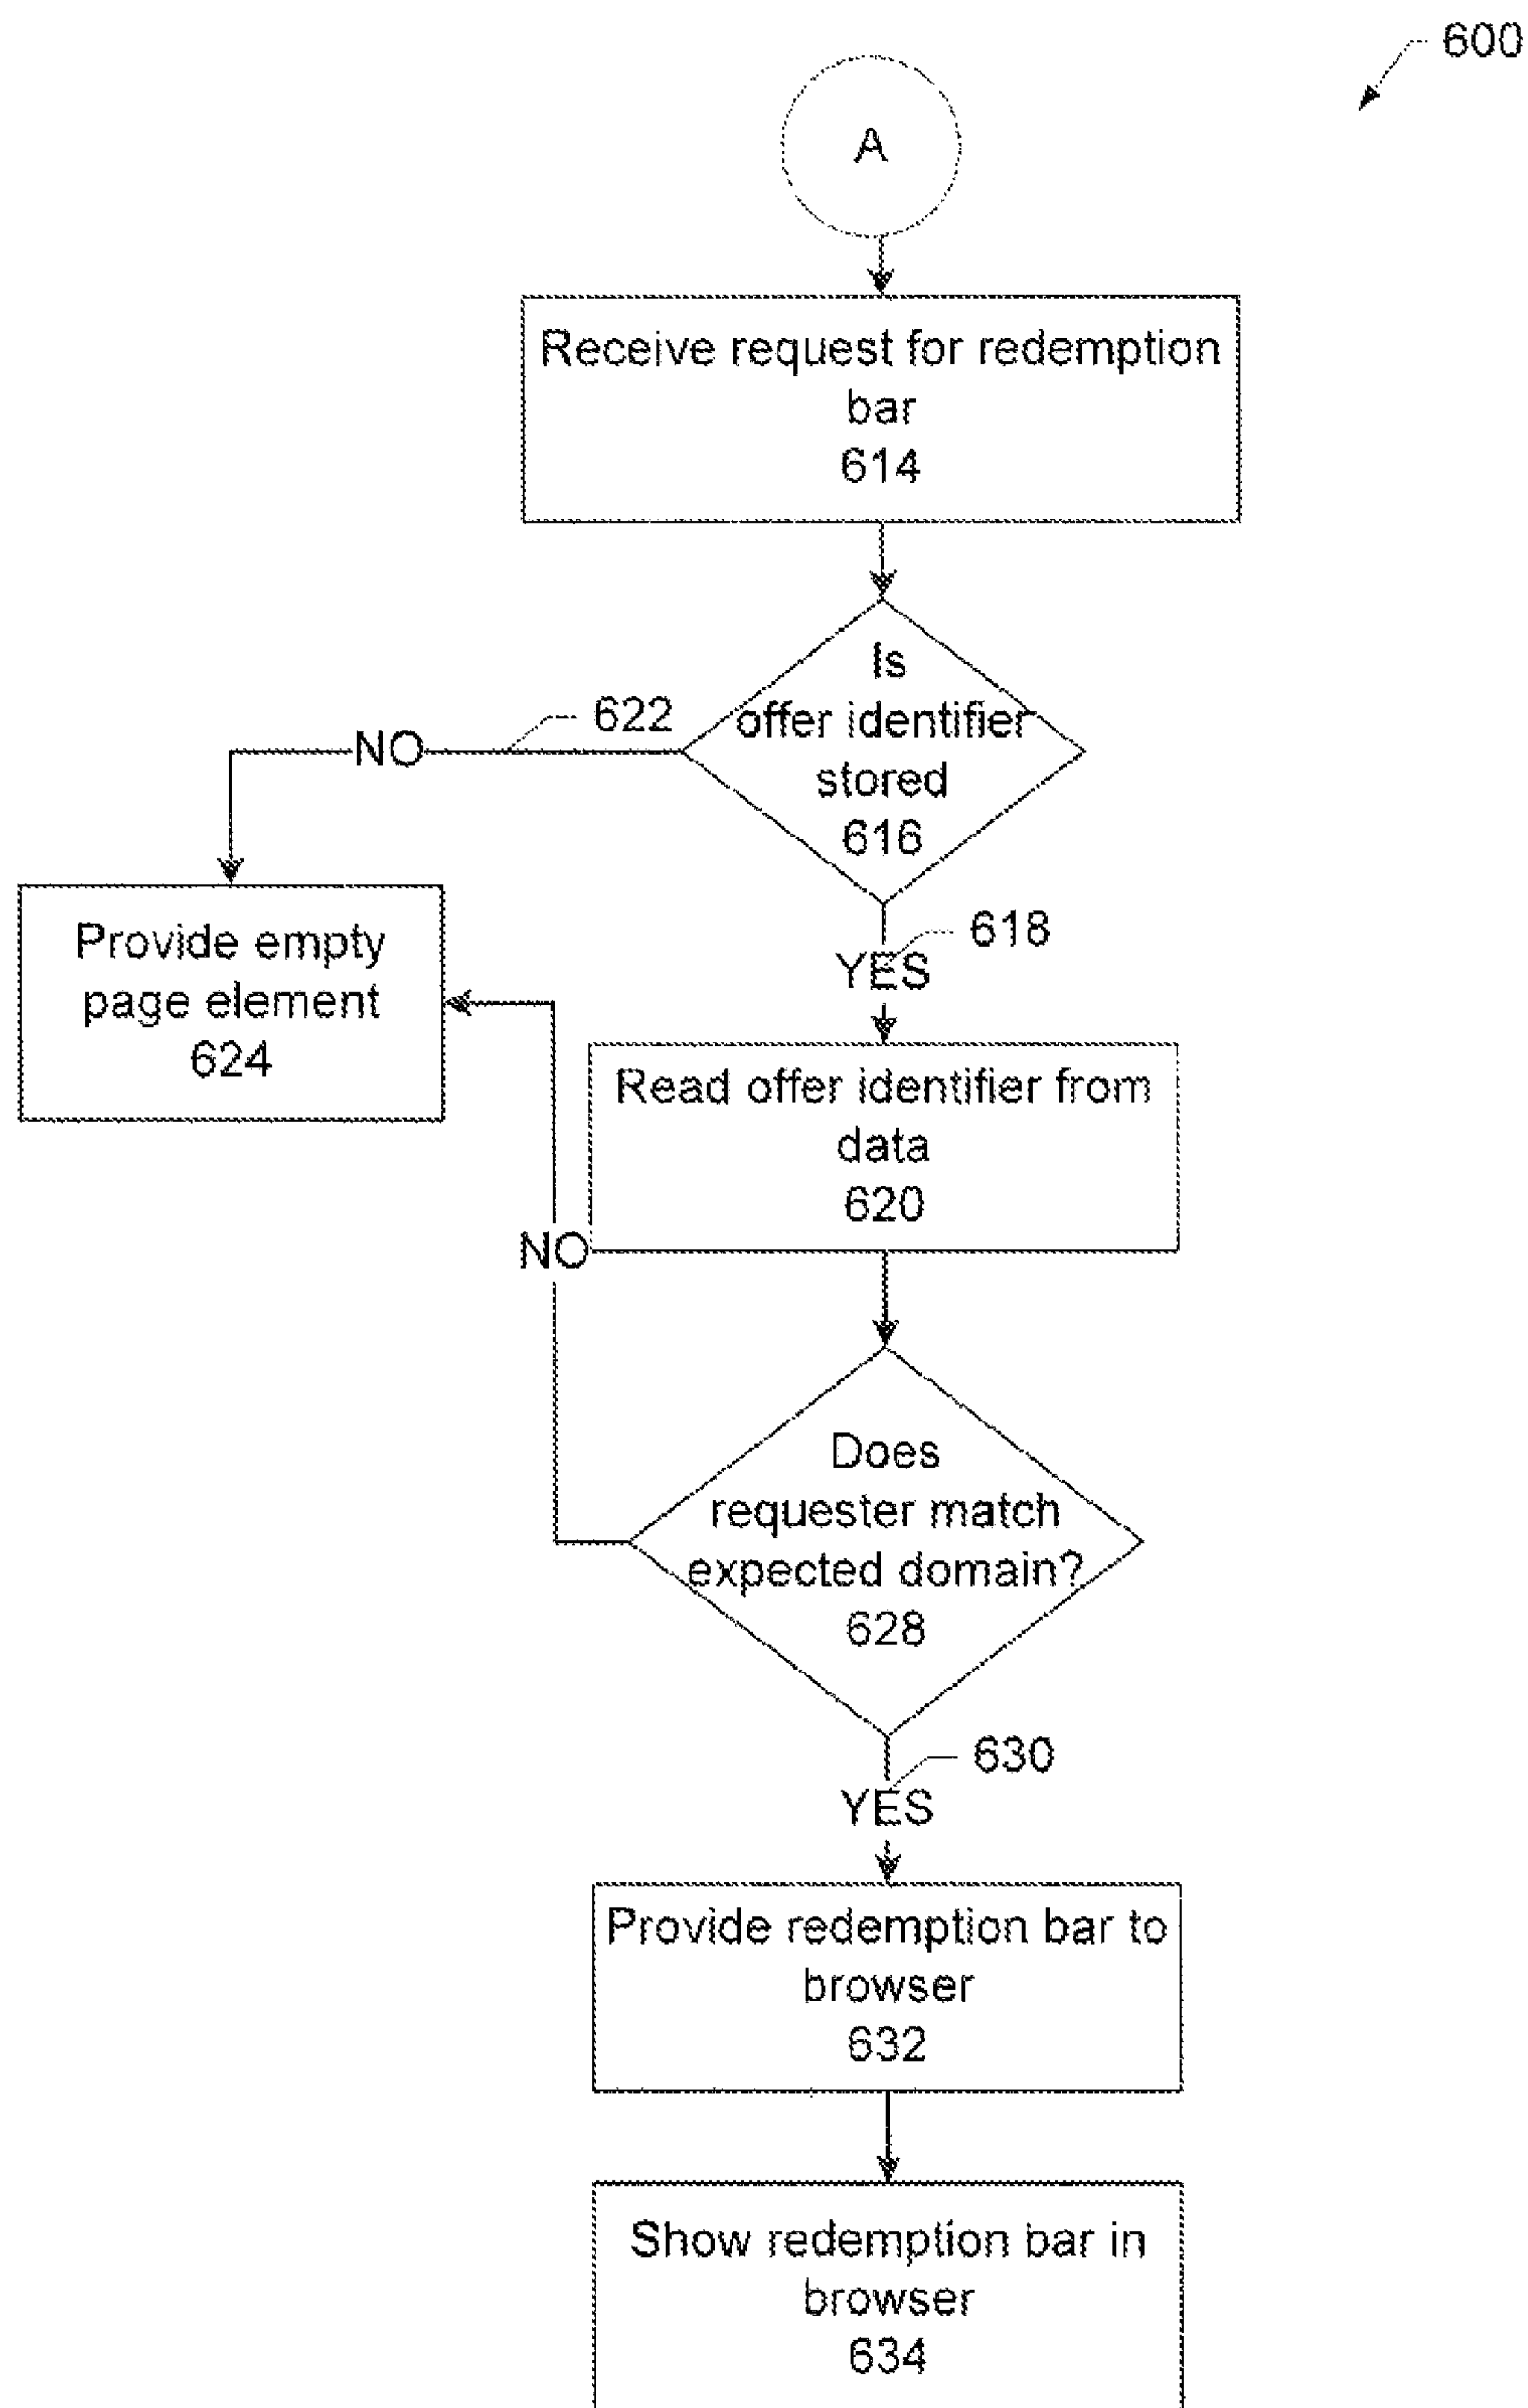 600
A
Receive request for redemption
bar
614
Is
offer identifier
stored
616
622
NO
618
YES
Provide empty
page element
624
Read offer identifier from
data
620
NO
Does
requester match
expected domain?
628
630
YES
Provide redemption bar to
browser
632
Show redemption bar in
browser
634